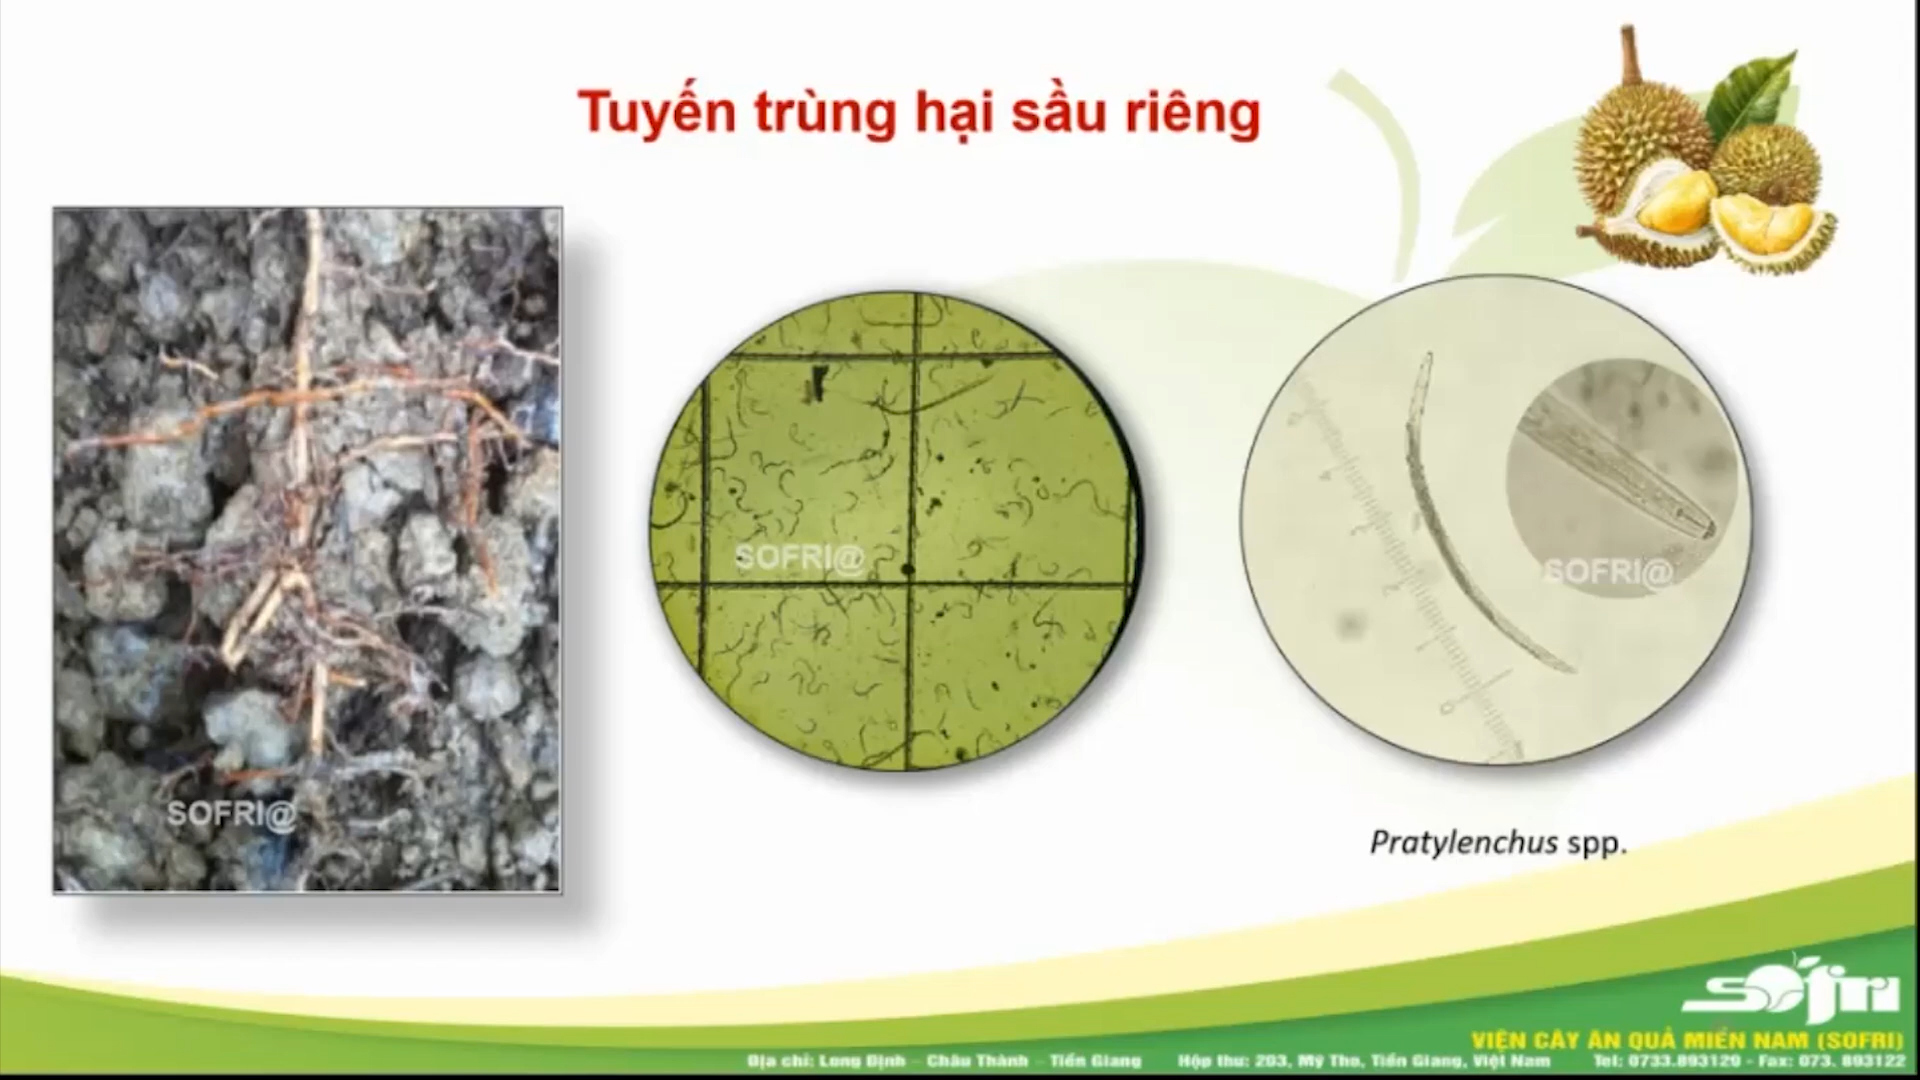 Tuyến trùng hại sầu riêng
SOFRI@
SOFRI@
SOFRI@
Pratylenchus spp.
sofri
VIỆN CÂY ĂN QUẢ MIỀN NAM (SOFRI)
Địa chỉ: Long Định - Châu Thành - Tiền Giang Hộp thư: 203, Mỹ Tho, Tiền Giang, Việt Nam Tel: 0733.893129 - Fax: 073. 893122